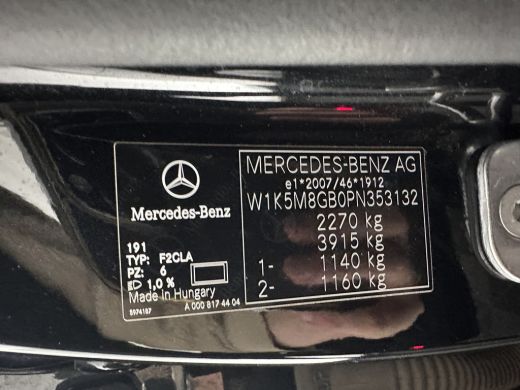 MERCEDES-BENZ AG
e1*2007/46*1912
W1K5M8GB0PN353132
2270 kg
3915 kg
1- 1140 kg
2- 1160 kg
Mercedes-Benz
191
TYP: F2CLA
PZ: 6
1,0 %
Made in Hungary
5974187 A 000 817 44 04